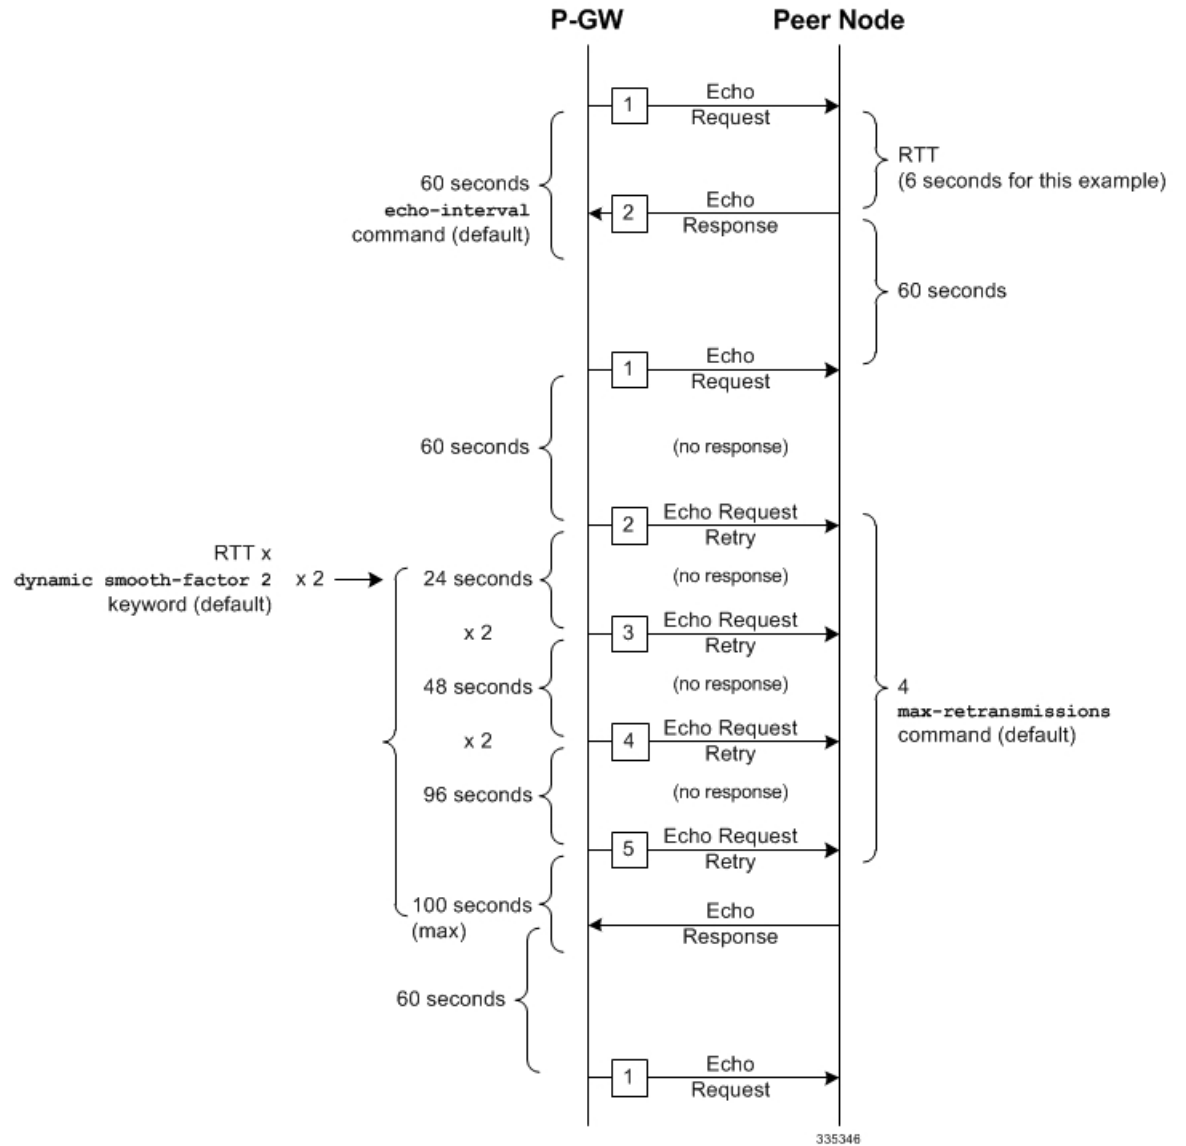 P-GW
Peer Node
1
Echo
Request
RTT
(6 seconds for this example)
60 seconds
echo-interval
command (default)
2
Echo
Response
60 seconds
1
Echo
Request
60 seconds
(no response)
2
Echo Request
Retry
RTT x
dynamic smooth-factor 2
keyword (default)
x 2
24 seconds
(no response)
x 2
3
Echo Request
Retry
48 seconds
(no response)
4
max-retransmissions
command (default)
x 2
4
Echo Request
Retry
96 seconds
(no response)
5
Echo Request
Retry
100 seconds
(max)
Echo
Response
60 seconds
1
Echo
Request
335346